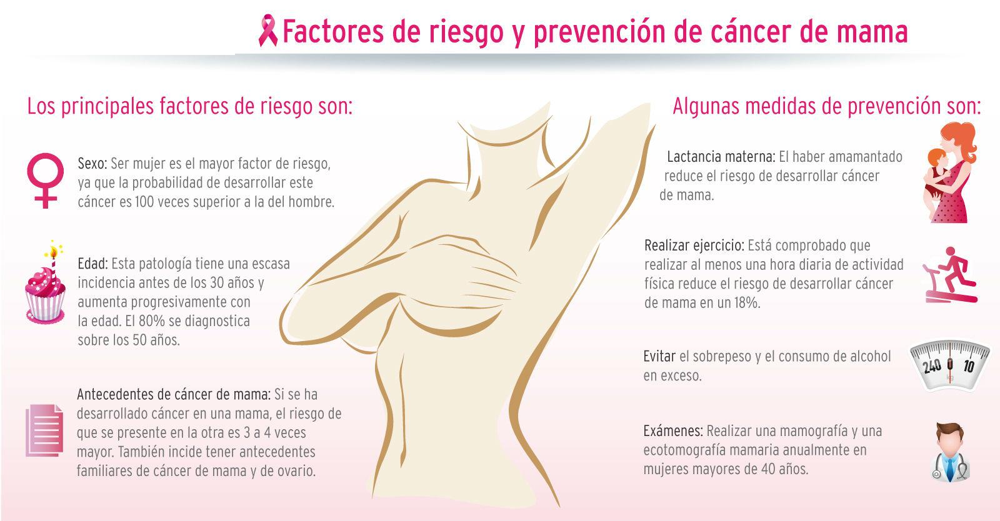 Factores de riesgo y prevención de cáncer de mama
Los principales factores de riesgo son:
Sexo: Ser mujer es el mayor factor de riesgo,
ya que la probabilidad de desarrollar este
cáncer es 100 veces superior a la del hombre.
Edad: Esta patología tiene una escasa
incidencia antes de los 30 años y
aumenta progresivamente con
la edad. El 80% se diagnostica
sobre los 50 años.
Antecedentes de cáncer de mama: Si se ha
desarrollado cáncer en una mama, el riesgo de
que se presente en la otra es 3 a 4 veces
mayor. También incide tener antecedentes
familiares de cáncer de mama y de ovario.
Algunas medidas de prevención son:
Lactancia materna: El haber amamantado
reduce el riesgo de desarrollar cáncer
de mama.
Realizar ejercicio: Está comprobado que
realizar al menos una hora diaria de actividad
física reduce el riesgo de desarrollar cáncer
de mama en un 18%.
Evitar el sobrepeso y el consumo de alcohol
en exceso.
240 0 10
kg
Exámenes: Realizar una mamografía y una
ecotomografía mamaria anualmente en
mujeres mayores de 40 años.